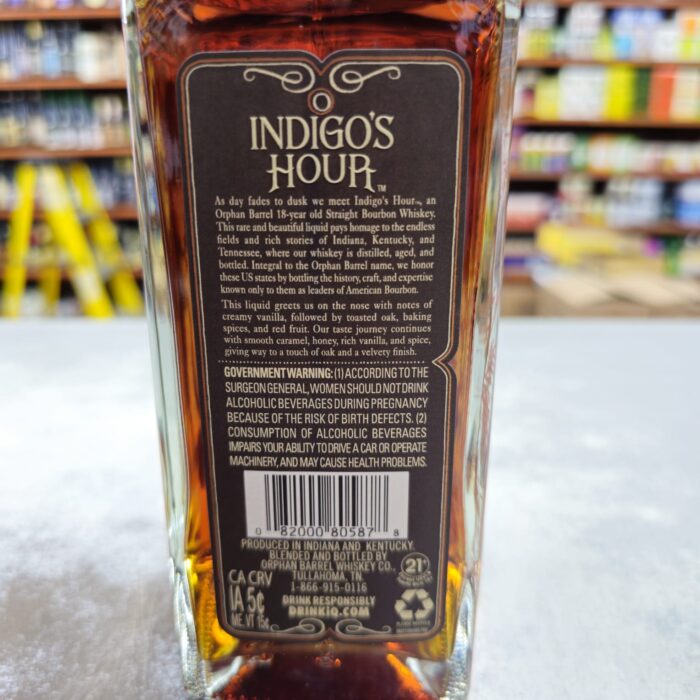 INDIGO'S
HOUR™
As day fades to dusk we meet Indigo's Hour™, an
Orphan Barrel 18-year old Straight Bourbon Whiskey.
This rare and beautiful liquid pays homage to the endless
fields and rich stories of Indiana, Kentucky, and
Tennessee, where our whiskey is distilled, aged, and
bottled. Integral to the Orphan Barrel name, we honor
these US states by bottling the history, craft, and expertise
known only to them as leaders of American Bourbon.
This liquid greets us on the nose with notes of
creamy vanilla, followed by toasted oak, baking
spices, and red fruit. Our taste journey continues
with smooth caramel, honey, rich vanilla, and spice,
giving way to a touch of oak and a velvety finish.
GOVERNMENT WARNING: (1) ACCORDING TO THE
SURGEON GENERAL, WOMEN SHOULD NOT DRINK
ALCOHOLIC BEVERAGES DURING PREGNANCY
BECAUSE OF THE RISK OF BIRTH DEFECTS. (2)
CONSUMPTION OF ALCOHOLIC BEVERAGES
IMPAIRS YOUR ABILITY TO DRIVE A CAR OR OPERATE
MACHINERY, AND MAY CAUSE HEALTH PROBLEMS.
0 82000 80587 8
PRODUCED IN INDIANA AND KENTUCKY.
BLENDED AND BOTTLED BY
ORPHAN BARREL WHISKEY CO.,
TULLAHOMA, TN.
1-866-915-0116
CA CRV
IA 5¢
ME, VT 15¢
DRINK RESPONSIBLY
DRINKIQ.COM
21+